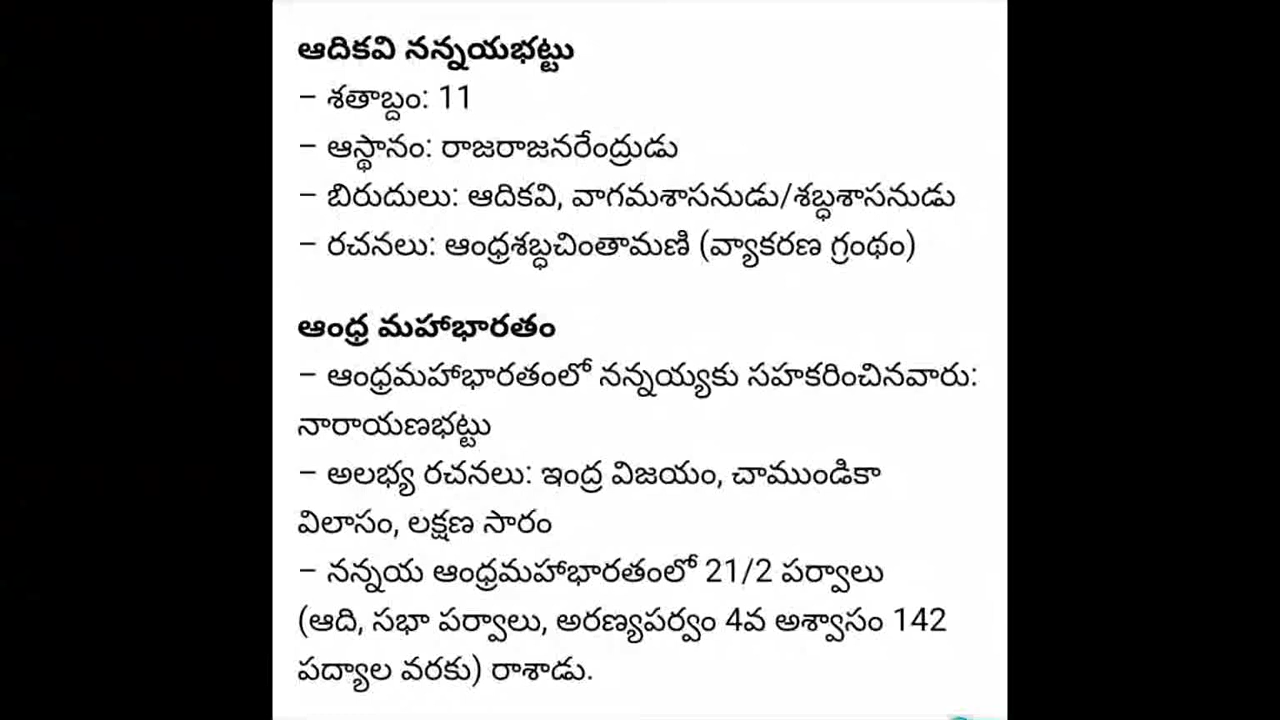 ఆదికవి నన్నయభట్టు
– శతాబ్దం: 11
– ఆస్థానం: రాజరాజనరేంద్రుడు
– బిరుదులు: ఆదికవి, వాగమశాసనుడు/శబ్ధశాసనుడు
– రచనలు: ఆంధ్రశబ్ధచింతామణి (వ్యాకరణ గ్రంథం)
ఆంధ్ర మహాభారతం
– ఆంధ్రమహాభారతంలో నన్నయ్యకు సహకరించినవారు:
నారాయణభట్టు
– అలభ్య రచనలు: ఇంద్ర విజయం, చాముండికా
విలాసం, లక్షణ సారం
– నన్నయ ఆంధ్రమహాభారతంలో 21/2 పర్వాలు
(ఆది, సభా పర్వాలు, అరణ్యపర్వం 4వ అశ్వాసం 142
పద్యాల వరకు) రాశాడు.